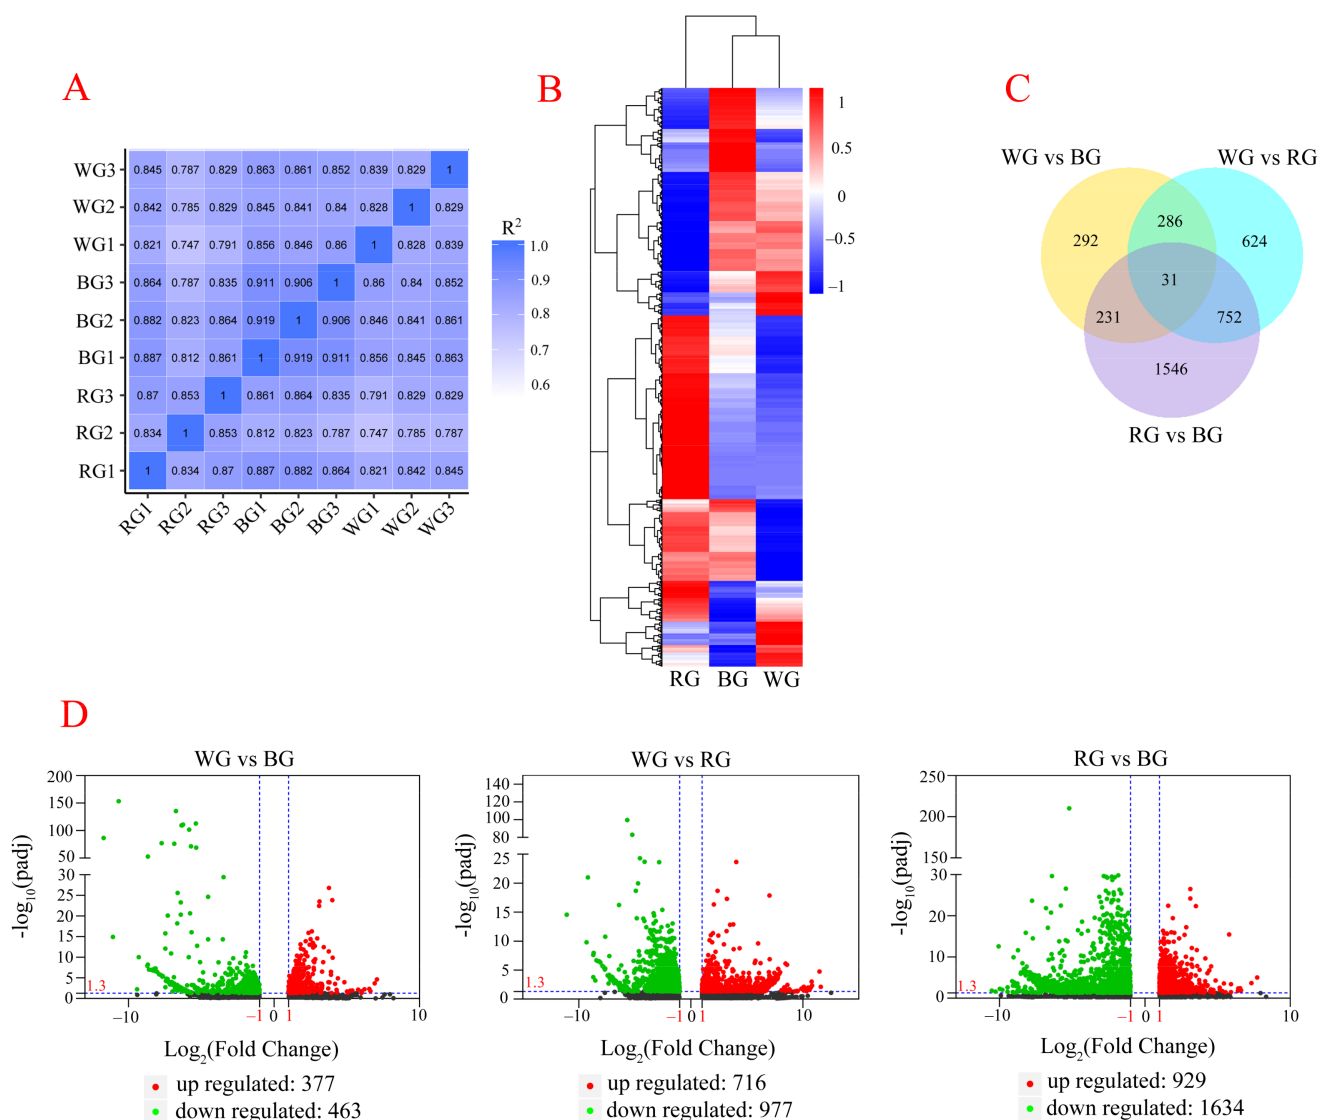 A
WG3 0.845 0.787 0.829 0.863 0.861 0.852 0.839 0.829 1
WG2 0.842 0.785 0.829 0.845 0.841 0.84 0.828 1 0.829
WG1 0.821 0.747 0.791 0.856 0.846 0.86 1 0.828 0.839
BG3 0.864 0.787 0.835 0.911 0.906 1 0.86 0.84 0.852
BG2 0.882 0.823 0.864 0.919 1 0.906 0.846 0.841 0.861
BG1 0.887 0.812 0.861 1 0.919 0.911 0.856 0.845 0.863
RG3 0.87 0.853 1 0.861 0.864 0.835 0.791 0.829 0.829
RG2 0.834 1 0.853 0.812 0.823 0.787 0.747 0.785 0.787
RG1 1 0.834 0.87 0.887 0.882 0.864 0.821 0.842 0.845
RG1 RG2 RG3 BG1 BG2 BG3 WG1 WG2 WG3
R²
1.0
0.9
0.8
0.7
0.6
B
1
0.5
0
−0.5
−1
RG BG WG
C
WG vs BG WG vs RG
286
292 624
31
231 752
1546
RG vs BG
D
WG vs BG
200
150
100
50
30
25
20
15
10
5
0
1.3
-log₁₀(padj)
−10 −1 0 1 10
Log₂(Fold Change)
up regulated: 377
down regulated: 463
WG vs RG
140
120
100
80
25
20
15
10
5
0
1.3
-log₁₀(padj)
−10 −1 0 1 10
Log₂(Fold Change)
up regulated: 716
down regulated: 977
RG vs BG
250
200
150
30
20
10
0
1.3
-log₁₀(padj)
−10 −1 0 1 10
Log₂(Fold Change)
up regulated: 929
down regulated: 1634